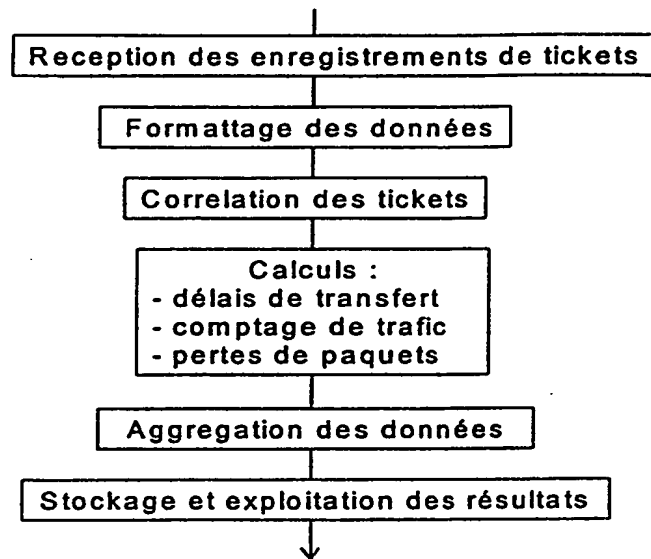 Reception des enregistrements de tickets
Formattage des données
Correlation des tickets
Calculs :
- délais de transfert
- comptage de trafic
- pertes de paquets
Aggregation des données
Stockage et exploitation des résultats